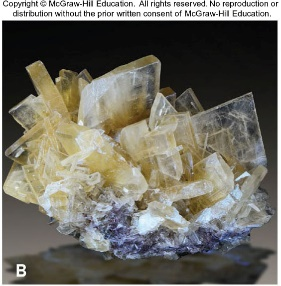 Copyright © McGraw-Hill Education. All rights reserved. No reproduction or
distribution without the prior written consent of McGraw-Hill Education.
B